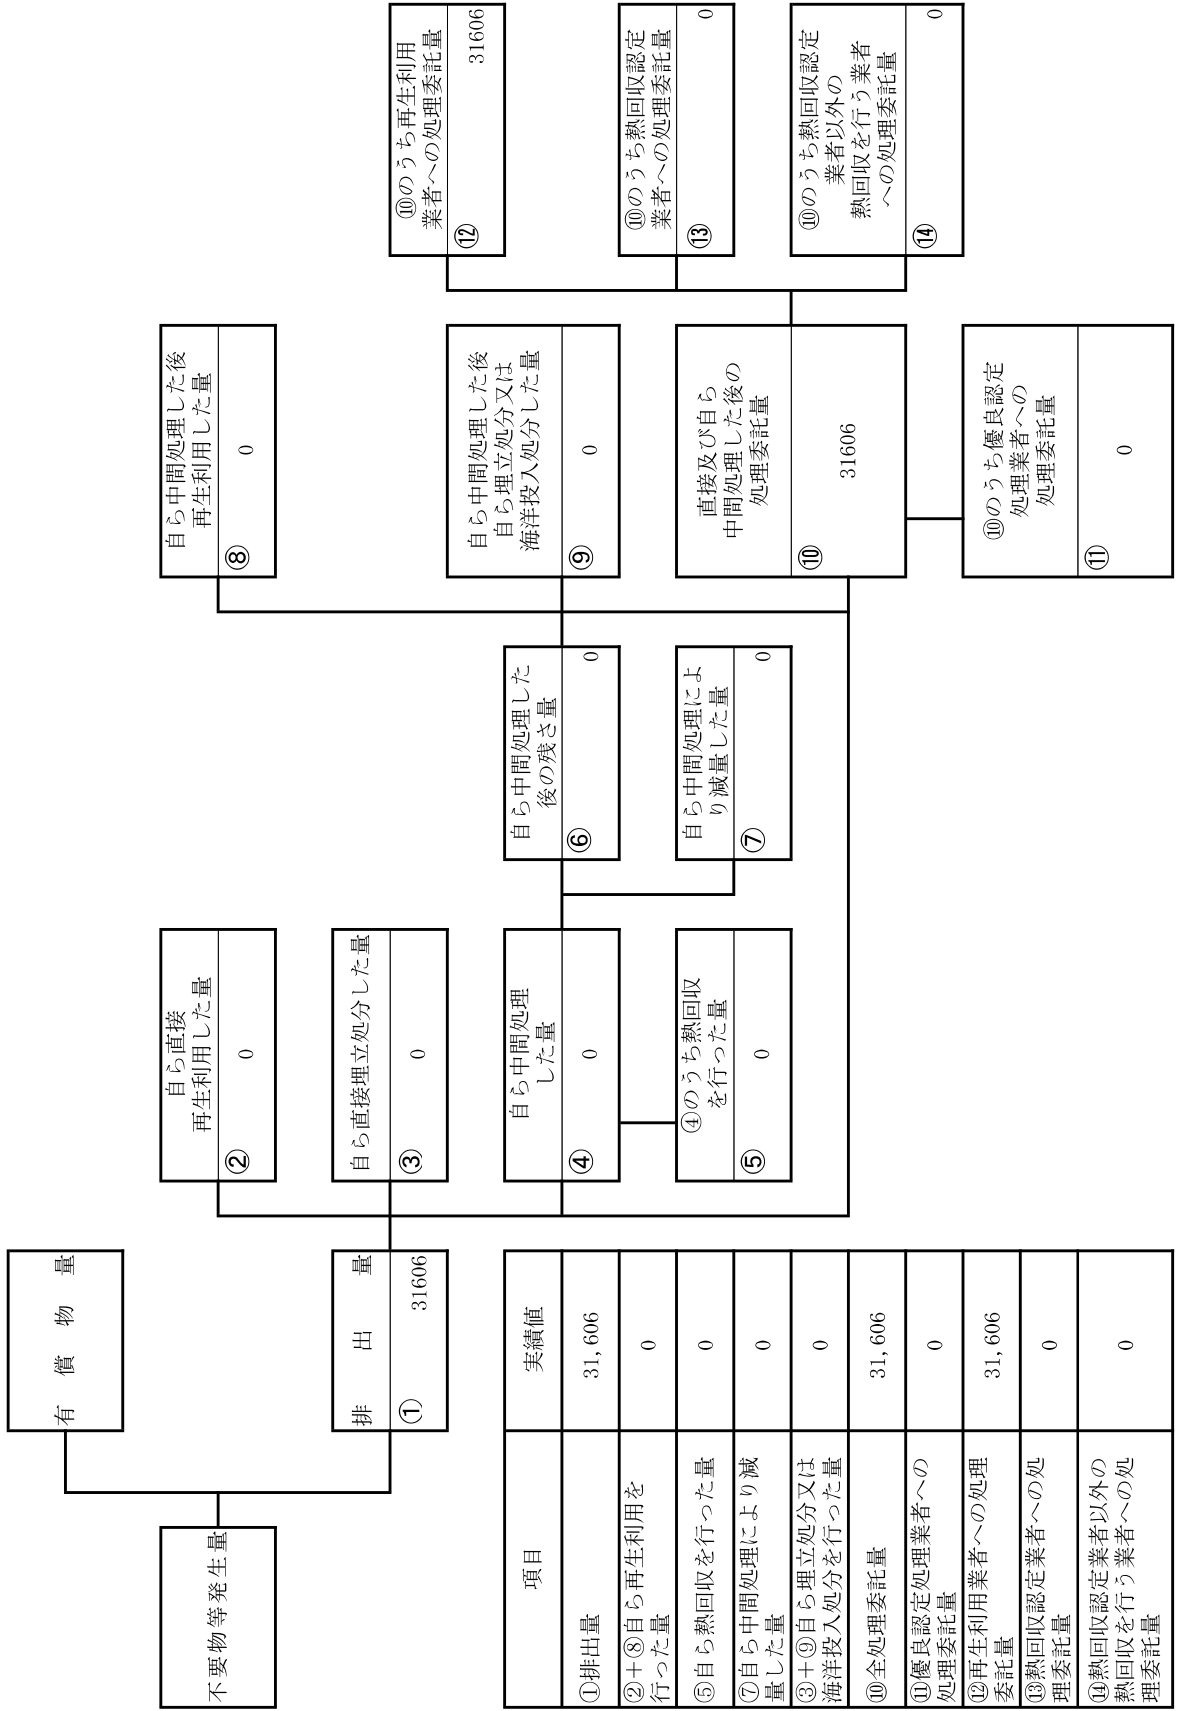 有償物量
不要物等発生量
排出量
①
31606
自ら直接
再生利用した量
②
0
自ら直接埋立処分した量
③
0
自ら中間処理
した量
④
0
④のうち熱回収
を行った量
⑤
0
自ら中間処理した
後の残さ量
⑥
0
自ら中間処理によ
り減量した量
⑦
0
自ら中間処理した後
再生利用した量
⑧
0
自ら中間処理した後
自ら埋立処分又は
海洋投入処分した量
⑨
0
直接及び自ら
中間処理した後の
処理委託量
⑩
31606
⑩のうち優良認定
処理業者への
処理委託量
⑪
0
⑩のうち再生利用
業者への処理委託量
⑫
31606
⑩のうち熱回収認定
業者への処理委託量
⑬
0
⑩のうち熱回収認定
業者以外の
熱回収を行う業者
への処理委託量
⑭
0
項目
実績値
①排出量
31,606
②+⑧自ら再生利用を
行った量
0
⑤自ら熱回収を行った量
0
⑦自ら中間処理により減
量した量
0
③+⑨自ら埋立処分又は
海洋投入処分を行った量
0
⑩全処理委託量
31,606
⑪優良認定処理業者への
処理委託量
0
⑫再生利用業者への処理
委託量
31,606
⑬熱回収認定業者への処
理委託量
0
⑭熱回収認定業者以外の
熱回収を行う業者への処
理委託量
0